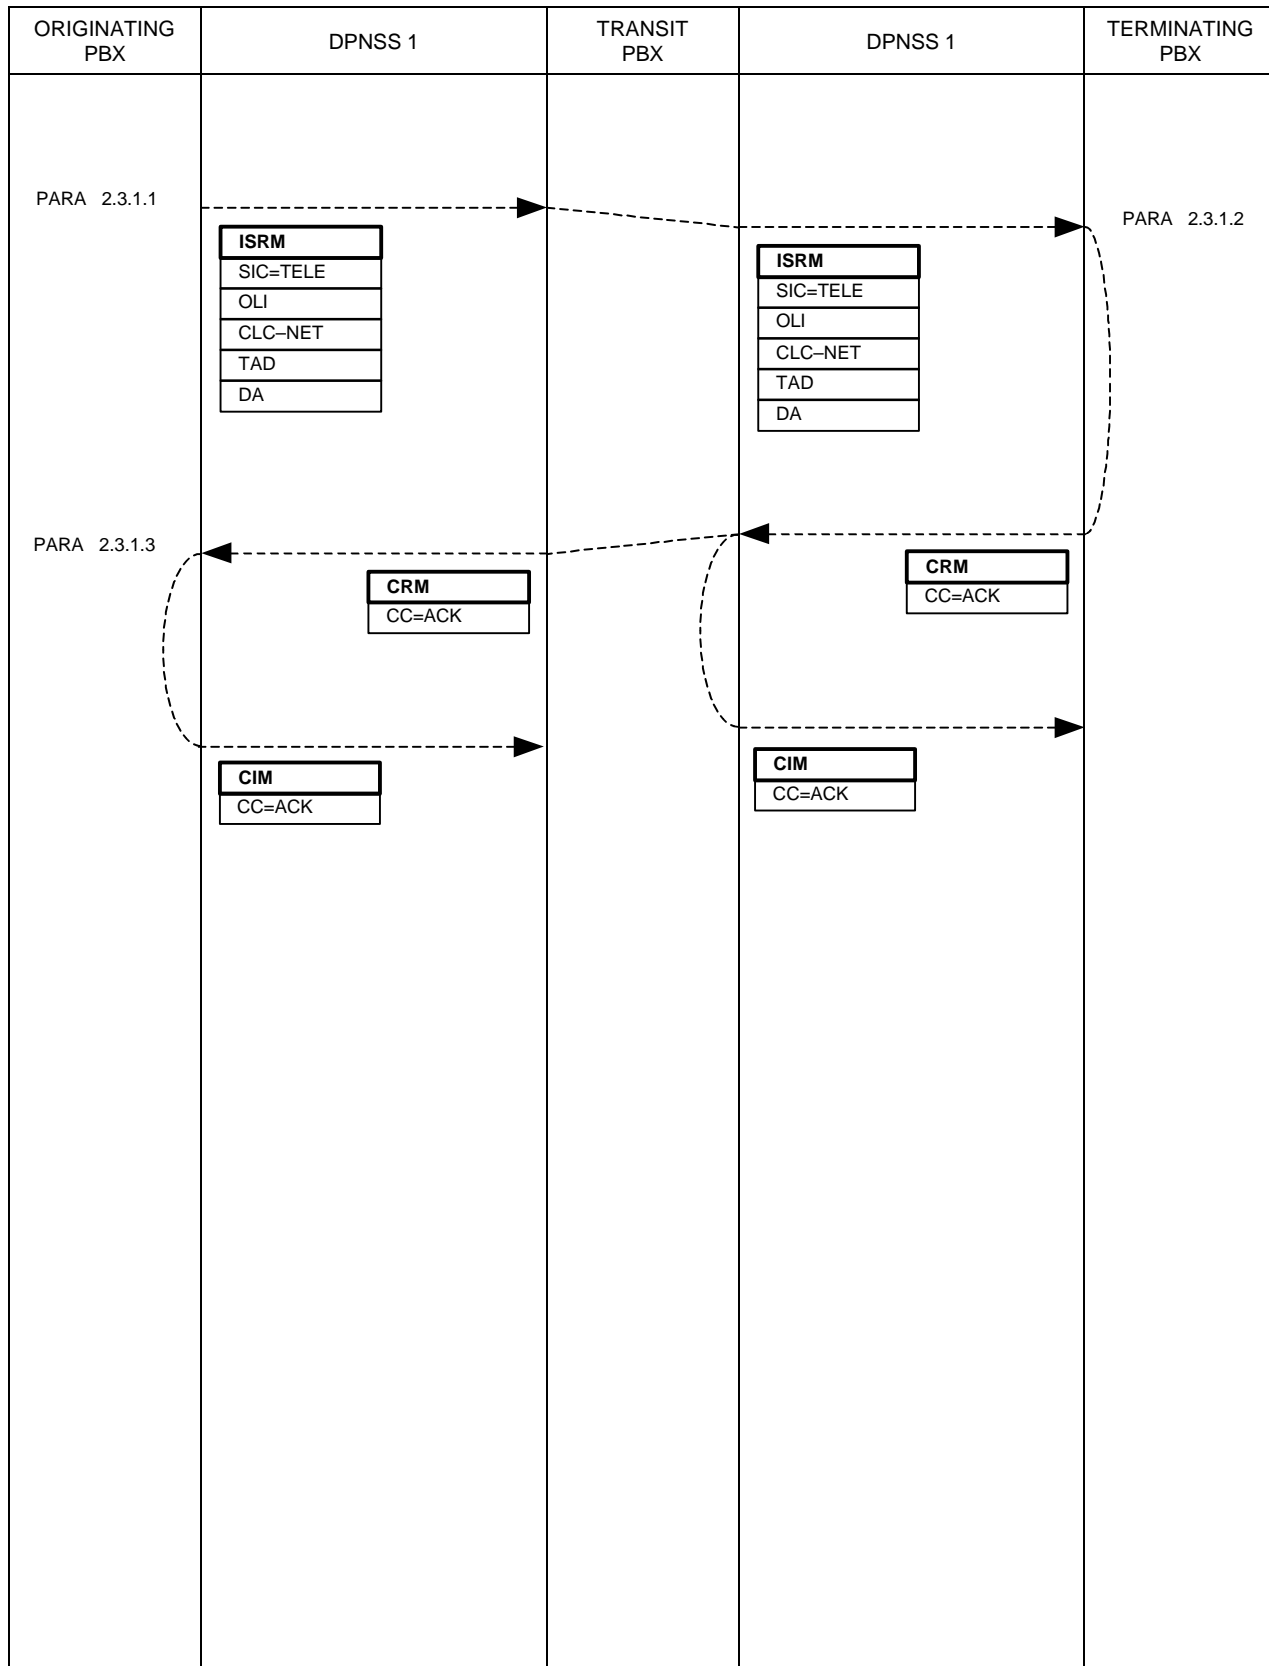 ORIGINATING
PBX
DPNSS 1
TRANSIT
PBX
DPNSS 1
TERMINATING
PBX
PARA 2.3.1.1
PARA 2.3.1.2
ISRM
SIC=TELE
OLI
CLC–NET
TAD
DA
ISRM
SIC=TELE
OLI
CLC–NET
TAD
DA
PARA 2.3.1.3
CRM
CC=ACK
CRM
CC=ACK
CIM
CC=ACK
CIM
CC=ACK